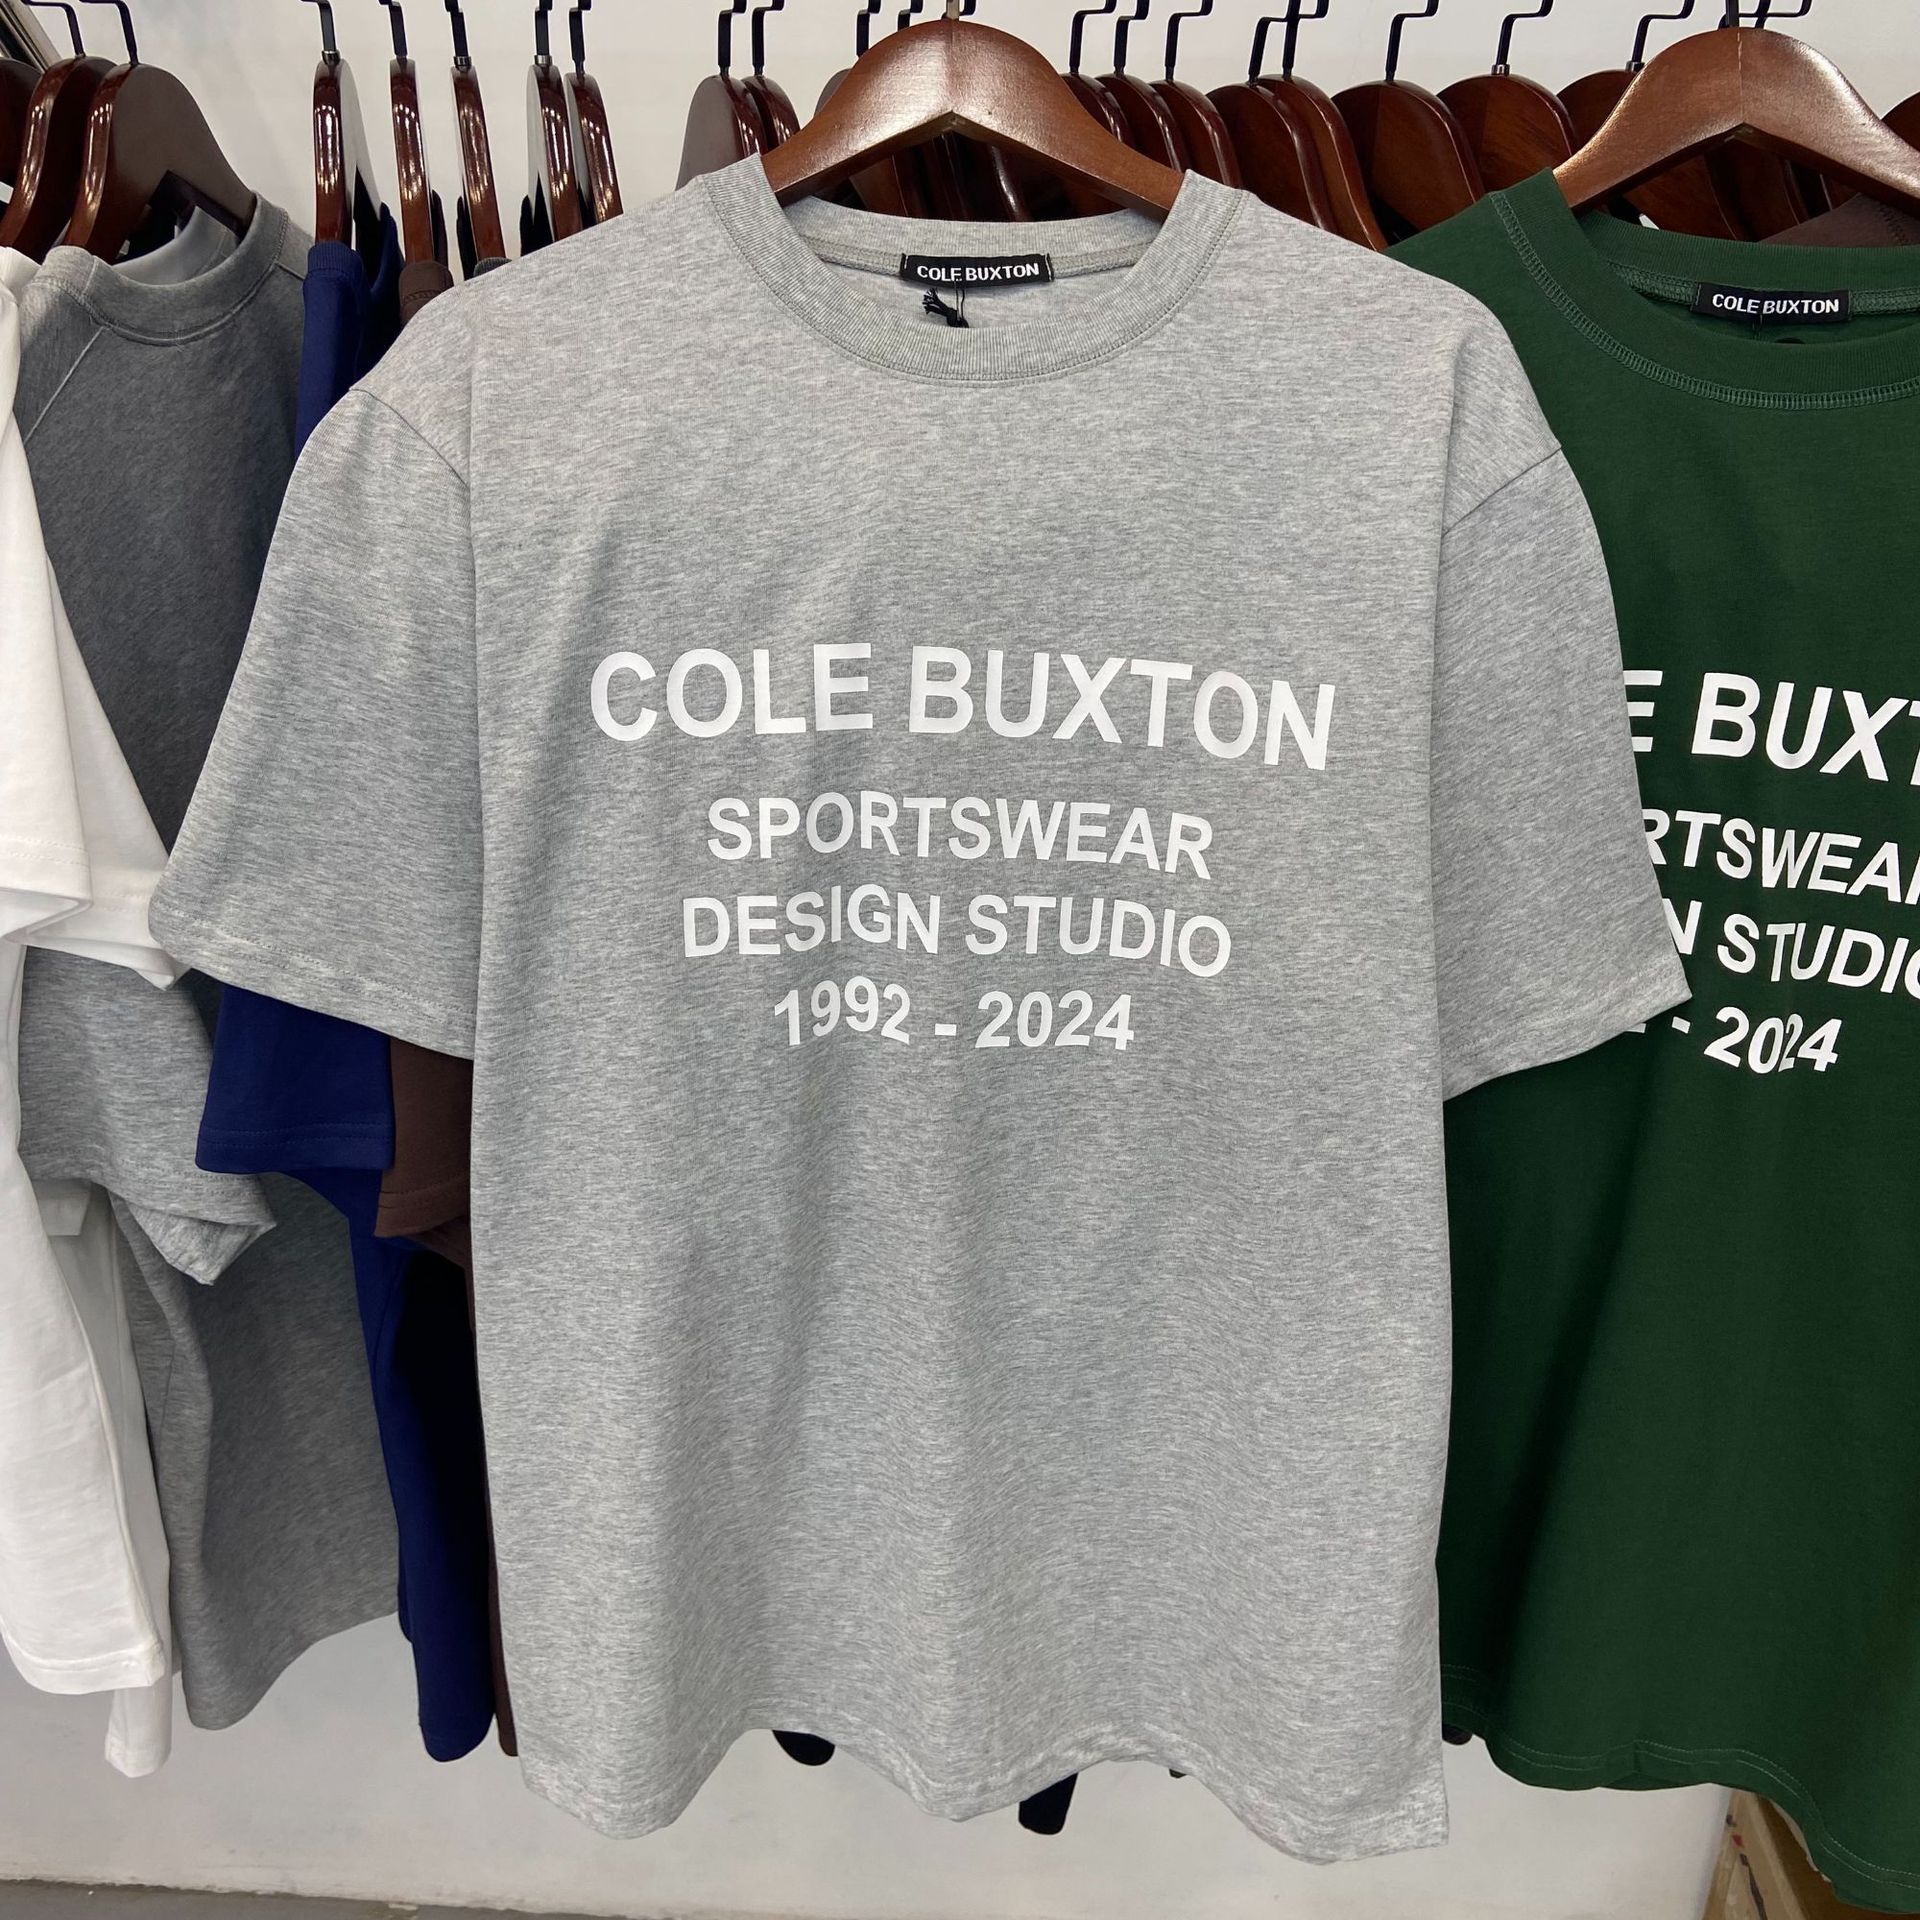 COLE BUXTON
COLE BUXTON
SPORTSWEAR
DESIGN STUDIO
1992 - 2024
COLE BUXTON
E BUXT
RTSWEAR
N STUDIO
- 2024